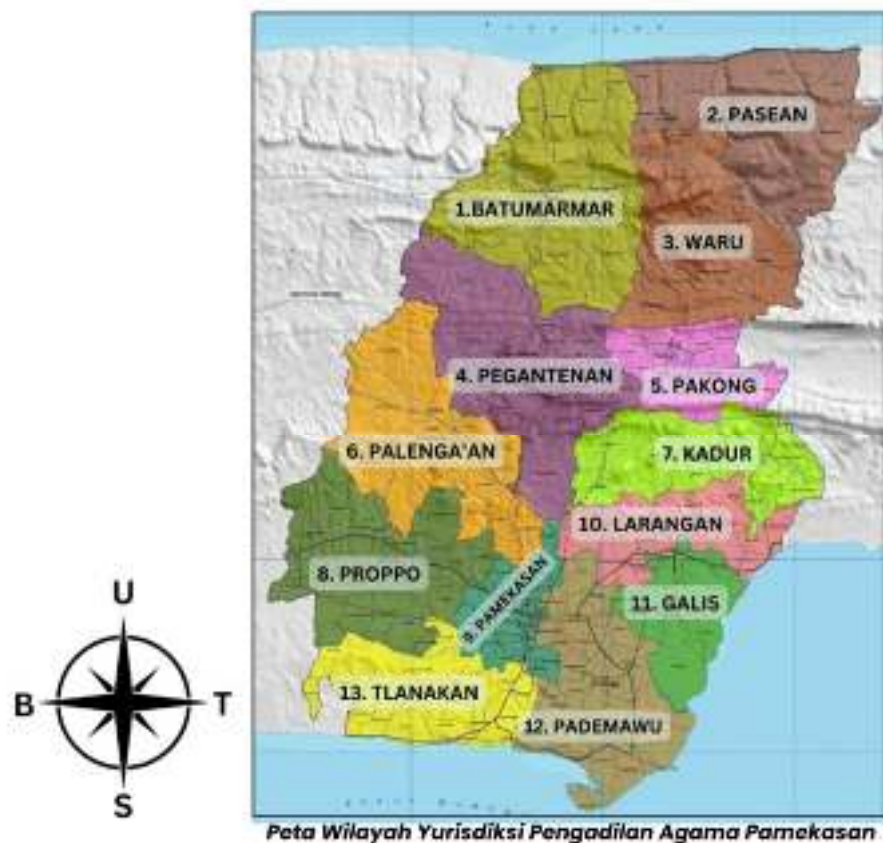 2. PASEAN
1.BATUMARMAR
3. WARU
4. PEGANTENAN
5. PAKONG
6. PALENGA'AN
7. KADUR
10. LARANGAN
8. PROPPO
9. PAMEKASAN
11. GALIS
U
B
T
S
13. TLANAKAN
12. PADEMAWU
Peta Wilayah Yurisdiksi Pengadilan Agama Pamekasan